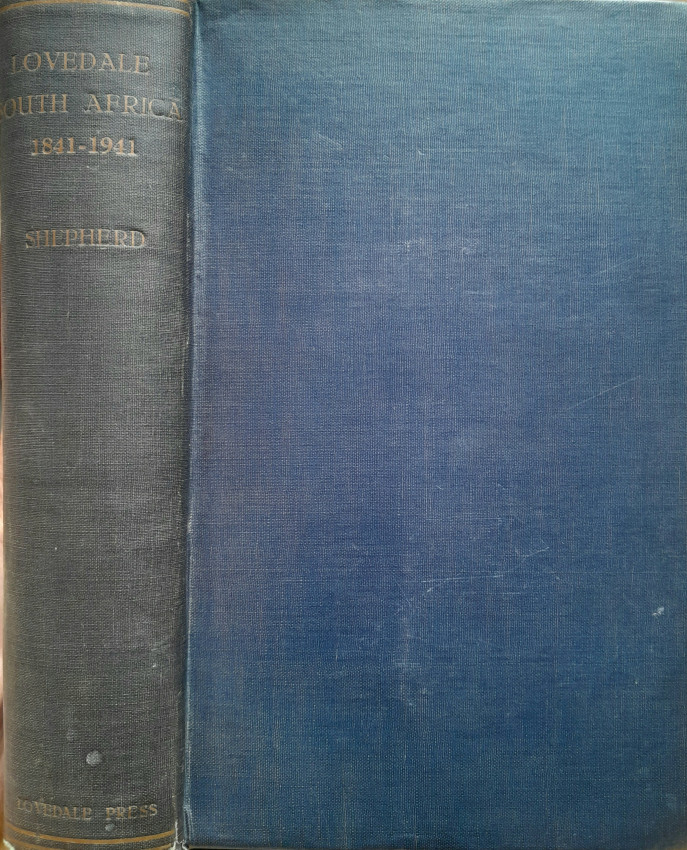 LOVEDALE
SOUTH AFRICA
1841-1941
SHEPHERD
LOVEDALE PRESS